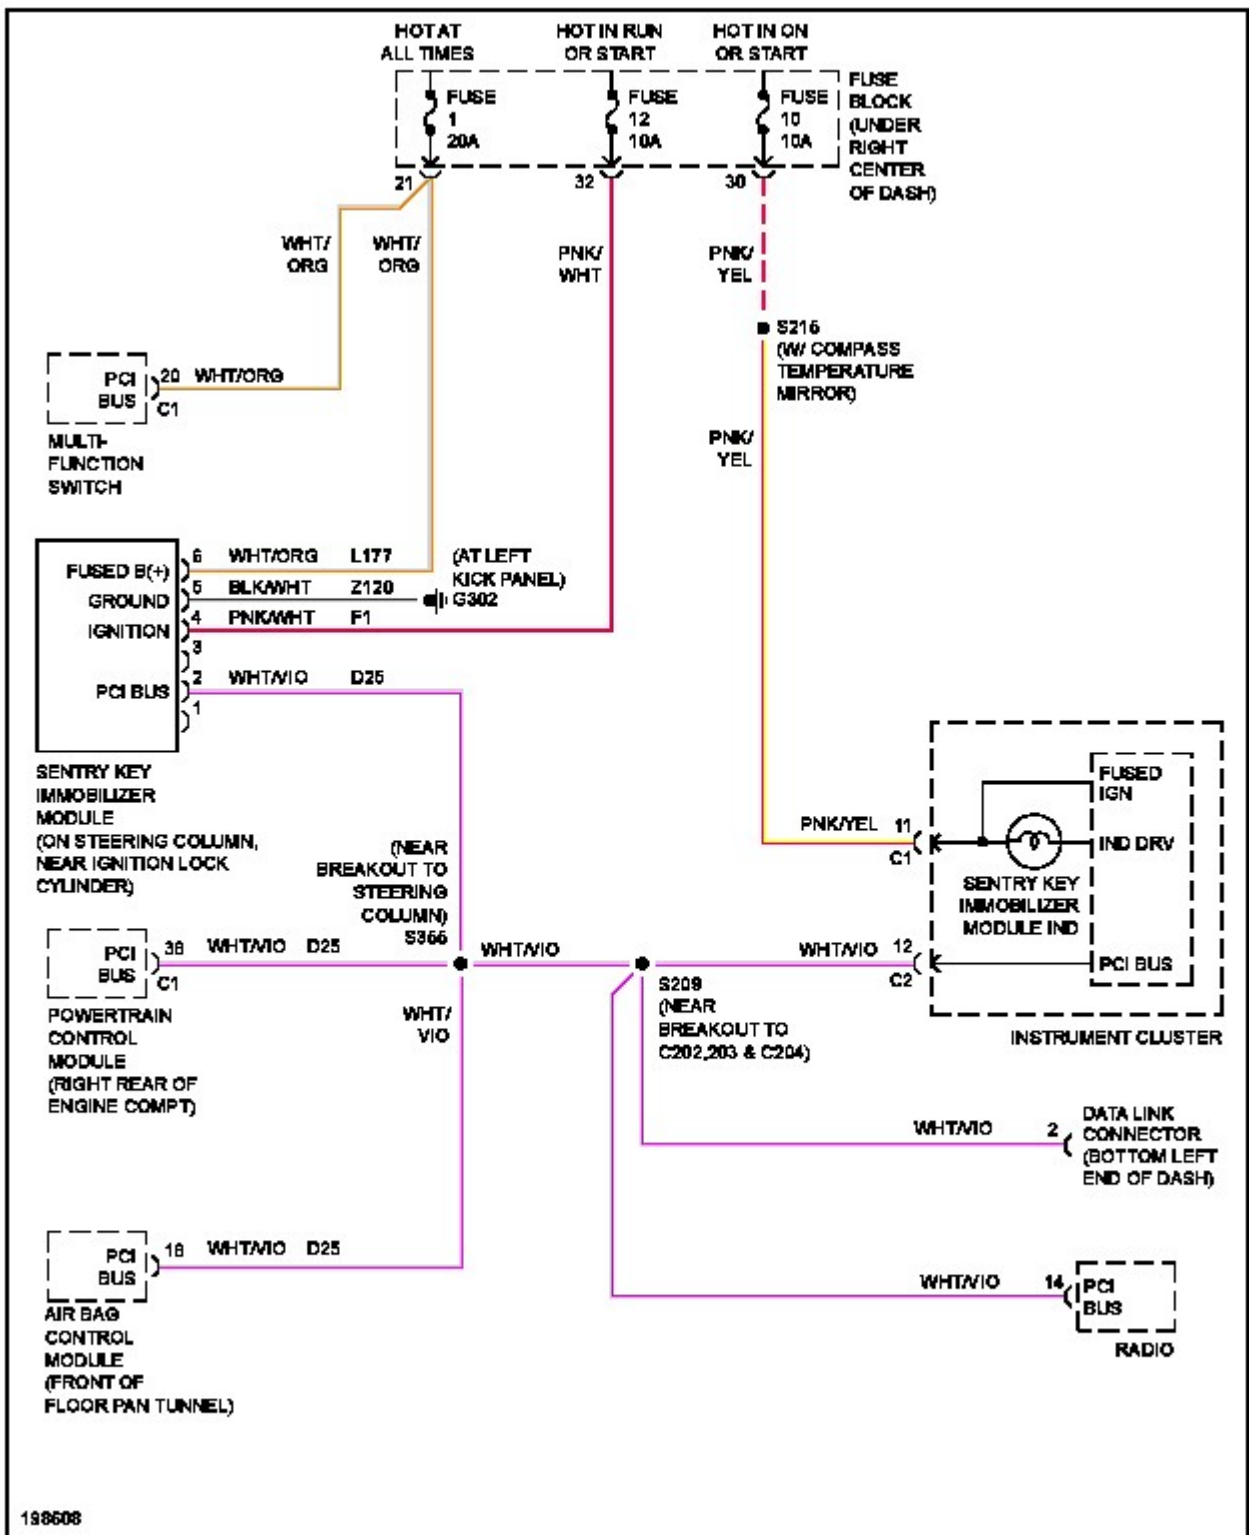 HOT AT
ALL TIMES
HOT IN RUN
OR START
HOT IN ON
OR START
FUSE
1
20A
FUSE
12
10A
FUSE
10
10A
FUSE
BLOCK
(UNDER
RIGHT
CENTER
OF DASH)
21
32
30
WHT/
ORG
WHT/
ORG
PNK/
WHT
PNK/
YEL
S215
(W/ COMPASS
TEMPERATURE
MIRROR)
PCI
BUS
20 WHT/ORG
C1
MULTI-
FUNCTION
SWITCH
PNK/
YEL
FUSED B(+)
6 WHT/ORG L177
GROUND
5 BLK/WHT Z120
(AT LEFT
KICK PANEL)
G302
IGNITION
4 PNK/WHT F1
3
PCI BUS
2 WHT/VIO D25
1
SENTRY KEY
IMMOBILIZER
MODULE
(ON STEERING COLUMN,
NEAR IGNITION LOCK
CYLINDER)
PNK/YEL 11
C1
FUSED
IGN
IND DRV
SENTRY KEY
IMMOBILIZER
MODULE IND
(NEAR
BREAKOUT TO
STEERING
COLUMN)
PCI
BUS
38 WHT/VIO D25
C1
WHT/VIO
WHT/VIO 12
C2
PCI BUS
INSTRUMENT CLUSTER
POWERTRAIN
CONTROL
MODULE
(RIGHT REAR OF
ENGINE COMPT)
WHT/
VIO
S209
(NEAR
BREAKOUT TO
C202,203 & C204)
WHT/VIO 2
DATA LINK
CONNECTOR
(BOTTOM LEFT
END OF DASH)
PCI
BUS
18 WHT/VIO D25
AIR BAG
CONTROL
MODULE
(FRONT OF
FLOOR PAN TUNNEL)
WHT/VIO 14
PCI
BUS
RADIO